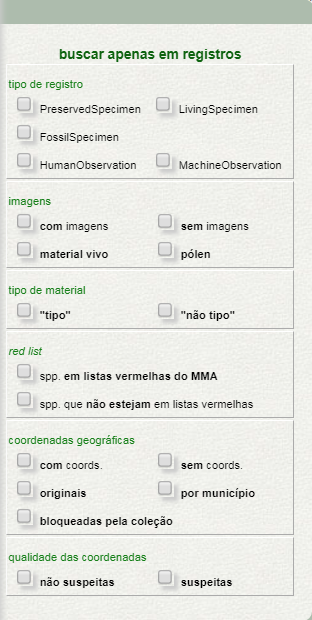 buscar apenas em registros
tipo de registro
PreservedSpecimen LivingSpecimen
FossilSpecimen
HumanObservation MachineObservation
imagens
com imagens sem imagens
material vivo pólen
tipo de material
"tipo" "não tipo"
red list
spp. em listas vermelhas do MMA
spp. que não estejam em listas vermelhas
coordenadas geográficas
com coords. sem coords.
originais por município
bloqueadas pela coleção
qualidade das coordenadas
não suspeitas suspeitas